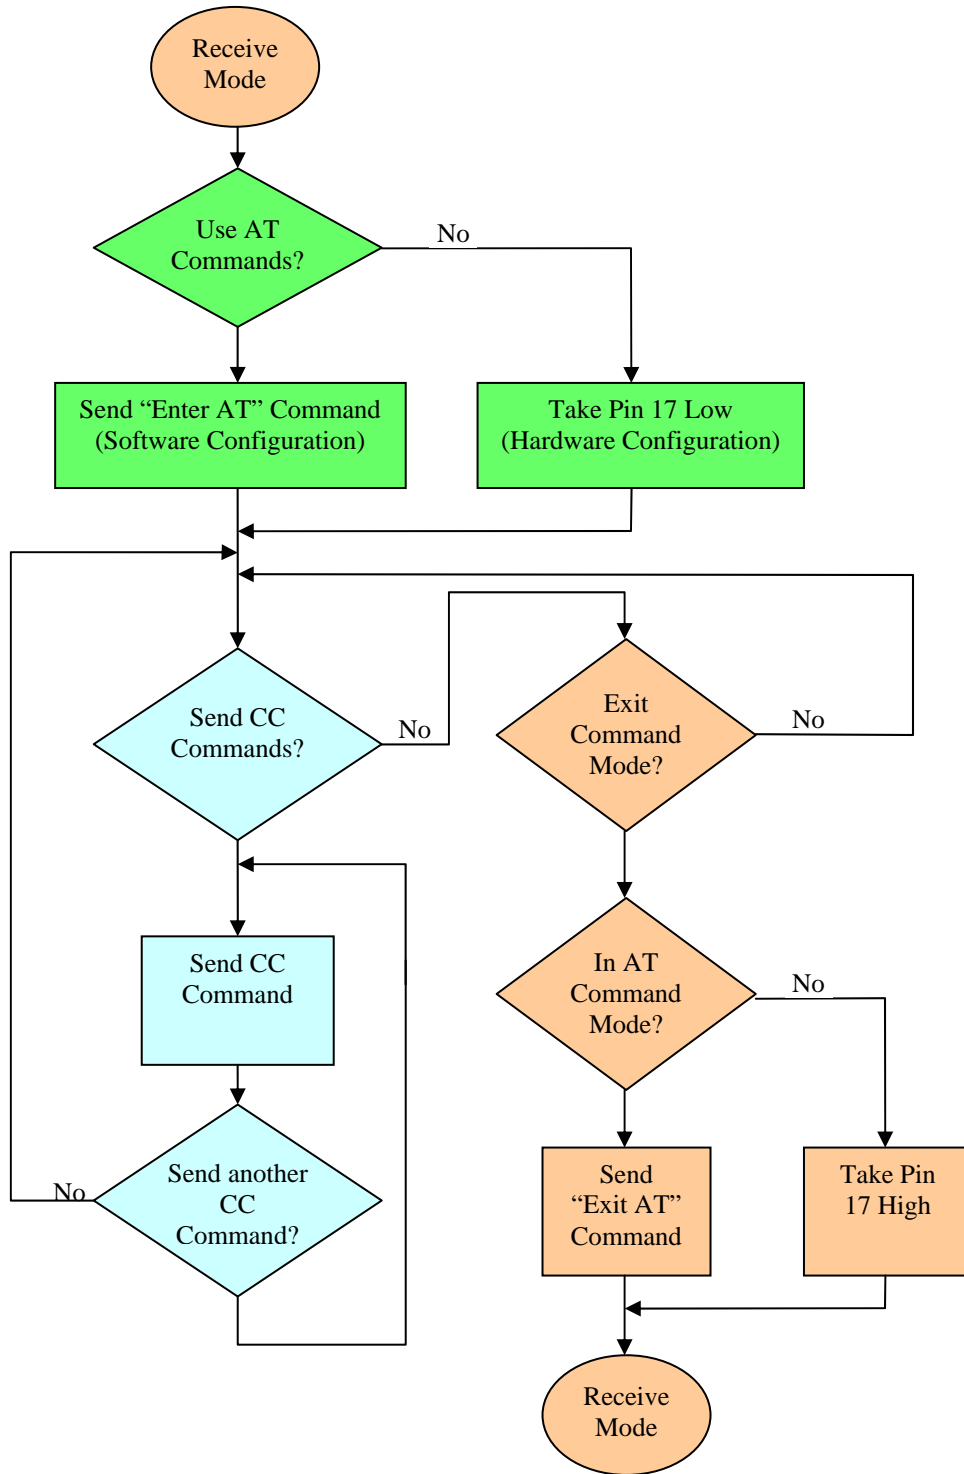 Receive
Mode
Use AT
Commands?
No
Send “Enter AT” Command
(Software Configuration)
Take Pin 17 Low
(Hardware Configuration)
Send CC
Commands?
No
Exit
Command
Mode?
No
Send CC
Command
In AT
Command
Mode?
No
Send another
CC
Command?
No
Send
“Exit AT”
Command
Take Pin
17 High
Receive
Mode